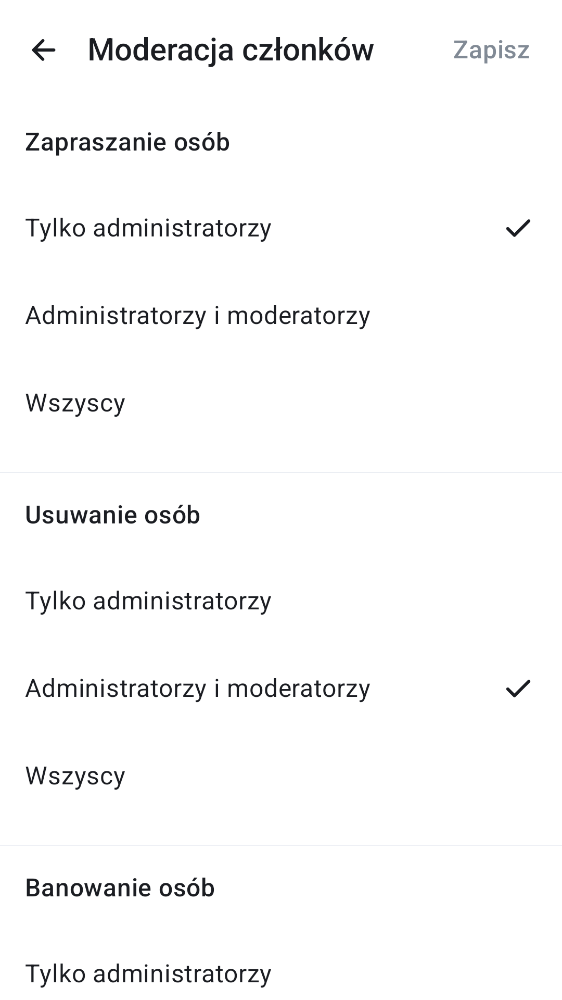 Moderacja członków
Zapisz
Zapraszanie osób
Tylko administratorzy
Administratorzy i moderatorzy
Wszyscy
Usuwanie osób
Tylko administratorzy
Administratorzy i moderatorzy
Wszyscy
Banowanie osób
Tylko administratorzy